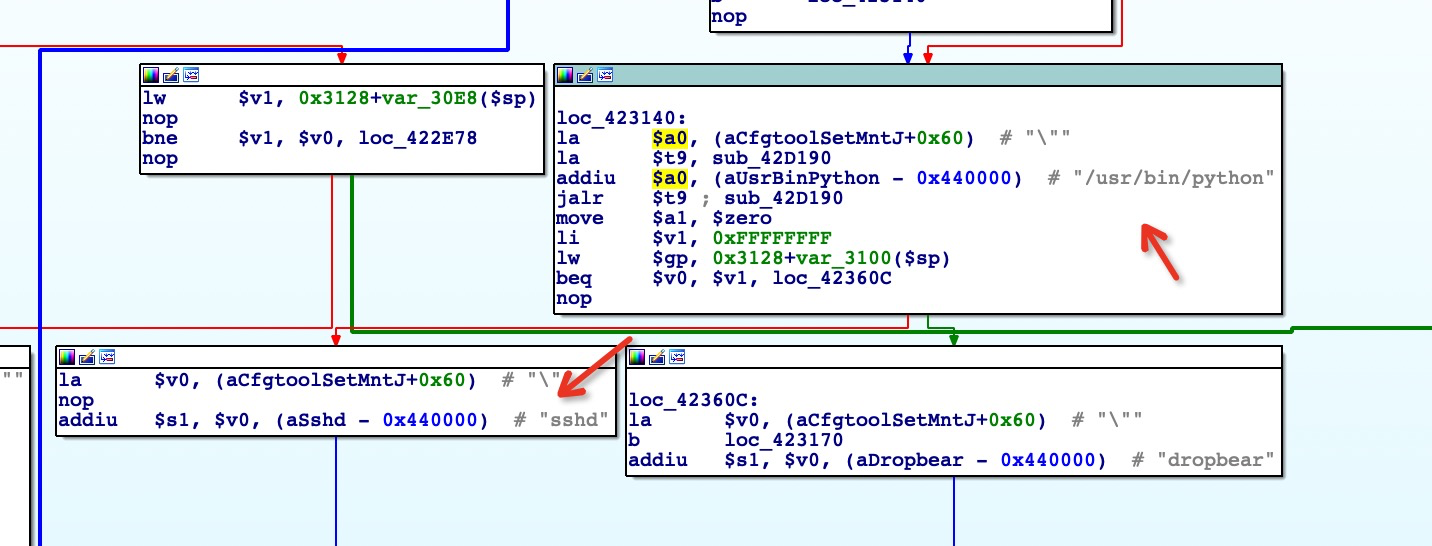 b loc_423140
nop
lw $v1, 0x3128+var_30E8($sp)
nop
bne $v1, $v0, loc_422E78
nop
loc_423140:
la $a0, (aCfgtoolSetMntJ+0x60) # "\""
la $t9, sub_42D190
addiu $a0, (aUsrBinPython - 0x440000) # "/usr/bin/python"
jalr $t9 ; sub_42D190
move $a1, $zero
li $v1, 0xFFFFFFFF
lw $gp, 0x3128+var_3100($sp)
beq $v0, $v1, loc_42360C
nop
""
la $v0, (aCfgtoolSetMntJ+0x60) # "\"
nop
addiu $s1, $v0, (aSshd - 0x440000) # "sshd"
loc_42360C:
la $v0, (aCfgtoolSetMntJ+0x60) # "\""
b loc_423170
addiu $s1, $v0, (aDropbear - 0x440000) # "dropbear"